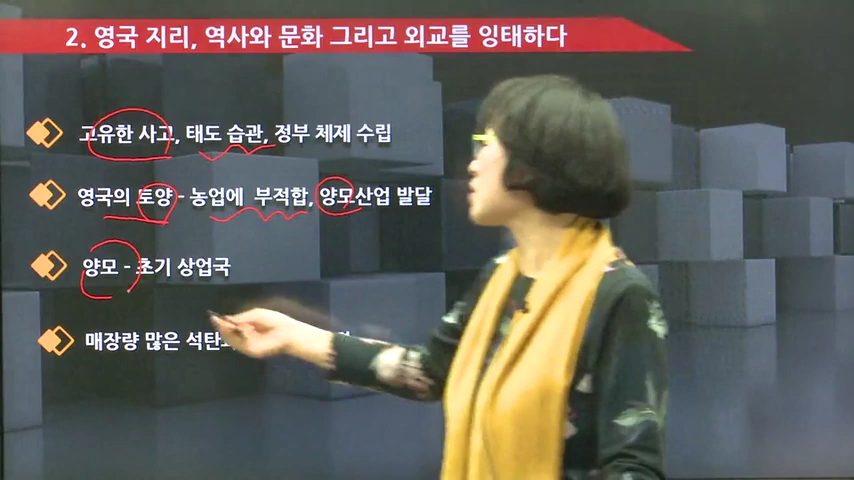 2. 영국 지리, 역사와 문화 그리고 외교를 잉태하다
고유한 사고, 태도 습관, 정부 체제 수립
영국의 토양 - 농업에 부적합, 양모산업 발달
양모 - 초기 상업국
매장량 많은 석탄